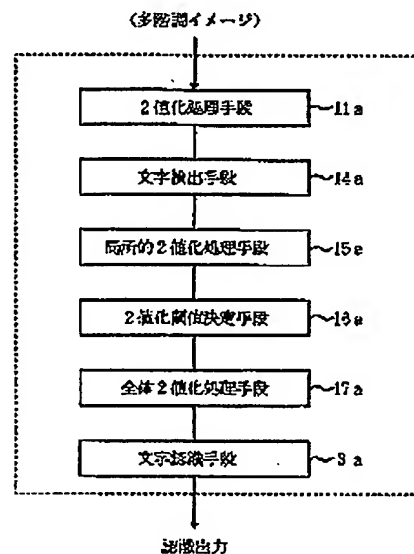 〈多階調イメージ〉
2値化処理手段 11a
文字検出手段 14a
局所的2値化処理手段 15a
2値化閾値決定手段 16a
全体2値化処理手段 17a
文字認識手段 3a
認識出力